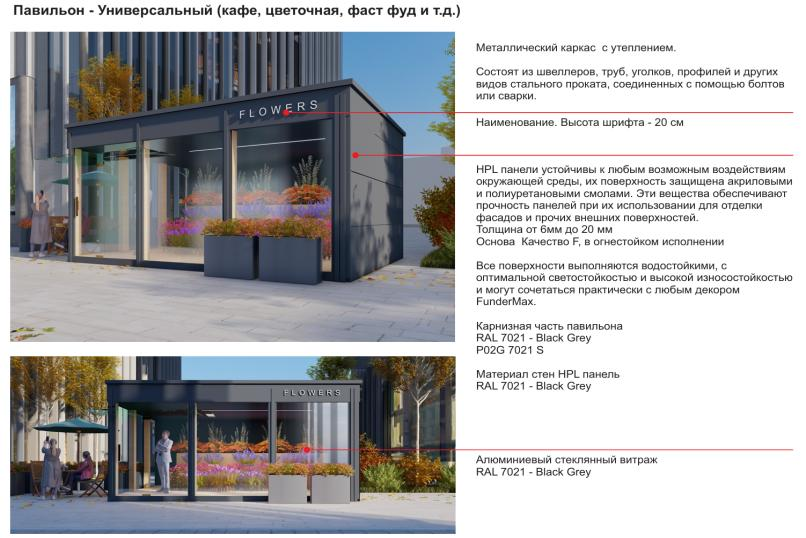 Павильон - Универсальный (кафе, цветочная, фаст фуд и т.д.)
Металлический каркас с утеплением.
Состоят из швеллеров, труб, уголков, профилей и других
видов стального проката, соединенных с помощью болтов
или сварки.
FLOWERS
Наименование. Высота шрифта - 20 см
HPL панели устойчивы к любым возможным воздействиям
окружающей среды, их поверхность защищена акриловыми
и полиуретановыми смолами. Эти вещества обеспечивают
прочность панелей при их использовании для отделки
фасадов и прочих внешних поверхностей.
Толщина от 6мм до 20 мм
Основа Качество F, в огнестойком исполнении
Все поверхности выполняются водостойкими, с
оптимальной светостойкостью и высокой износостойкостью
и могут сочетаться практически с любым декором
FunderMax.
Карнизная часть павильона
RAL 7021 - Black Grey
P02G 7021 S
Материал стен HPL панель
RAL 7021 - Black Grey
FLOWERS
Алюминиевый стеклянный витраж
RAL 7021 - Black Grey